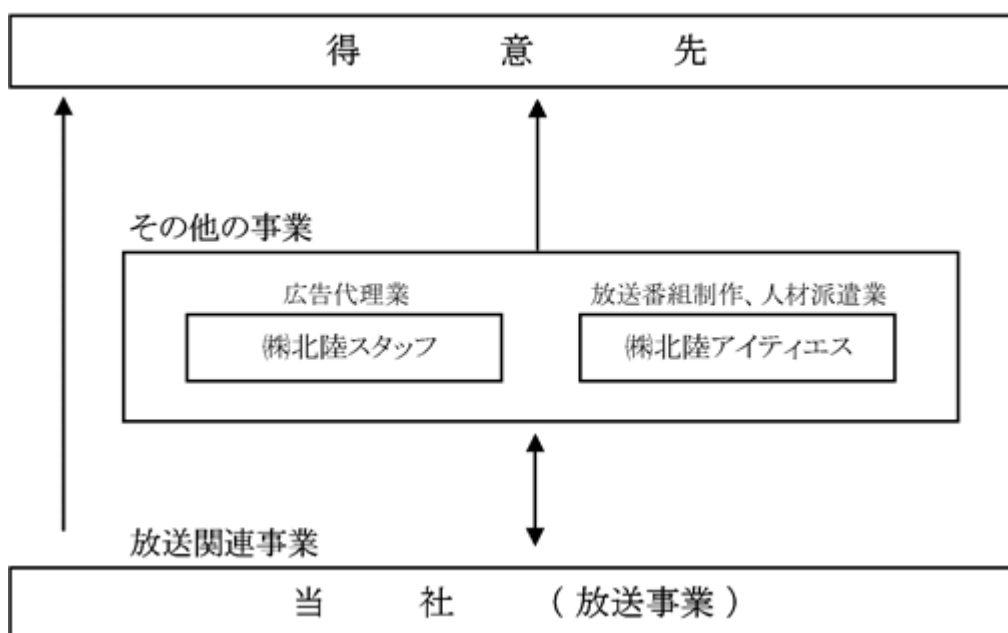 得意先
その他の事業
広告代理業
放送番組制作、人材派遣業
㈱北陸スタッフ
㈱北陸アイティエス
放送関連事業
当社（放送事業）